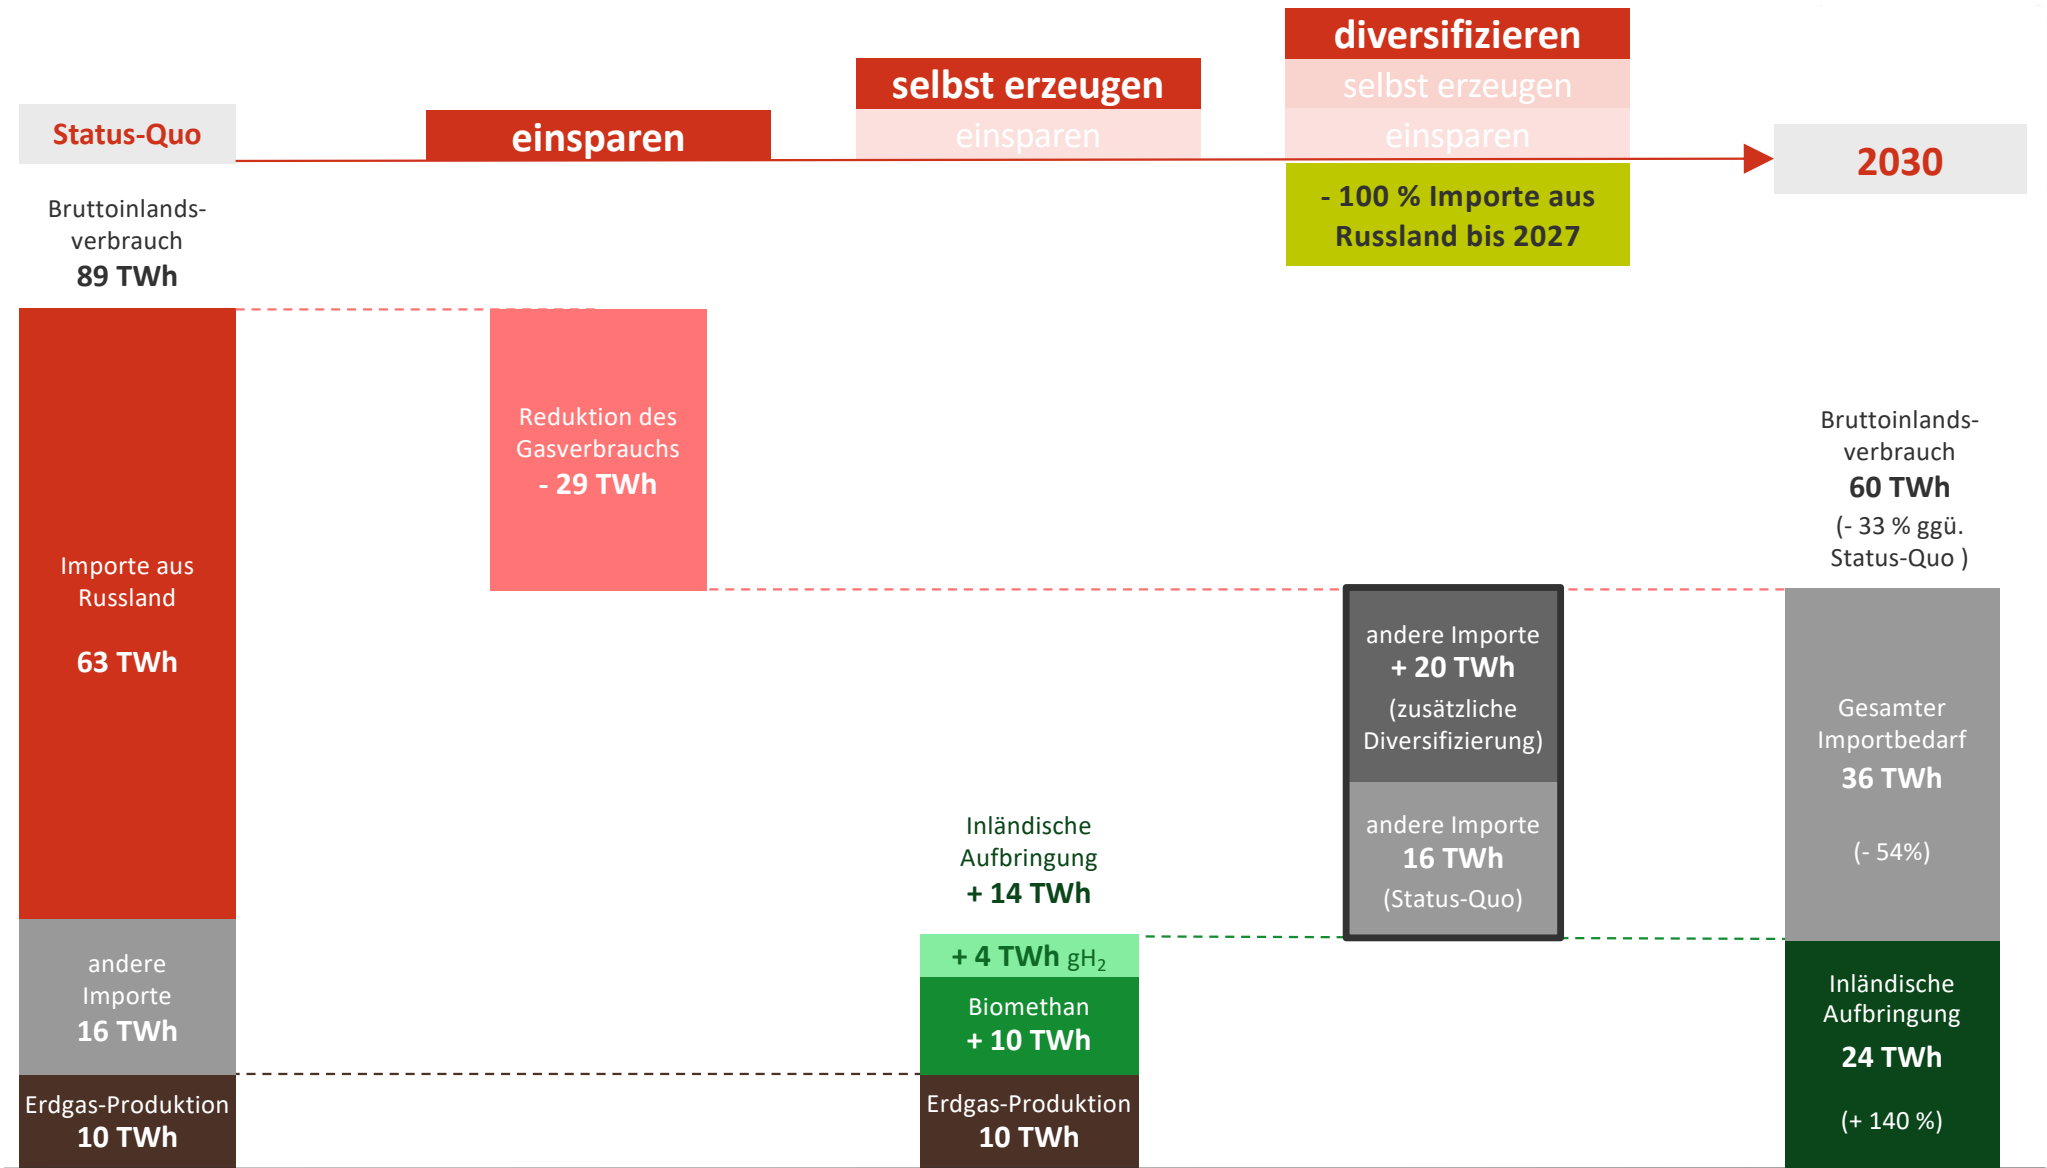 diversifizieren
selbst erzeugen
selbst erzeugen
einsparen
einsparen
einsparen
Status-Quo
2030
- 100 % Importe aus
Russland bis 2027
Bruttoinlands-
verbrauch
89 TWh
Importe aus
Russland
63 TWh
andere
Importe
16 TWh
Erdgas-Produktion
10 TWh
Reduktion des
Gasverbrauchs
- 29 TWh
Inländische
Aufbringung
+ 14 TWh
+ 4 TWh gH₂
Biomethan
+ 10 TWh
Erdgas-Produktion
10 TWh
andere Importe
+ 20 TWh
(zusätzliche
Diversifizierung)
andere Importe
16 TWh
(Status-Quo)
Bruttoinlands-
verbrauch
60 TWh
(- 33 % ggü.
Status-Quo )
Gesamter
Importbedarf
36 TWh
(- 54%)
Inländische
Aufbringung
24 TWh
(+ 140 %)